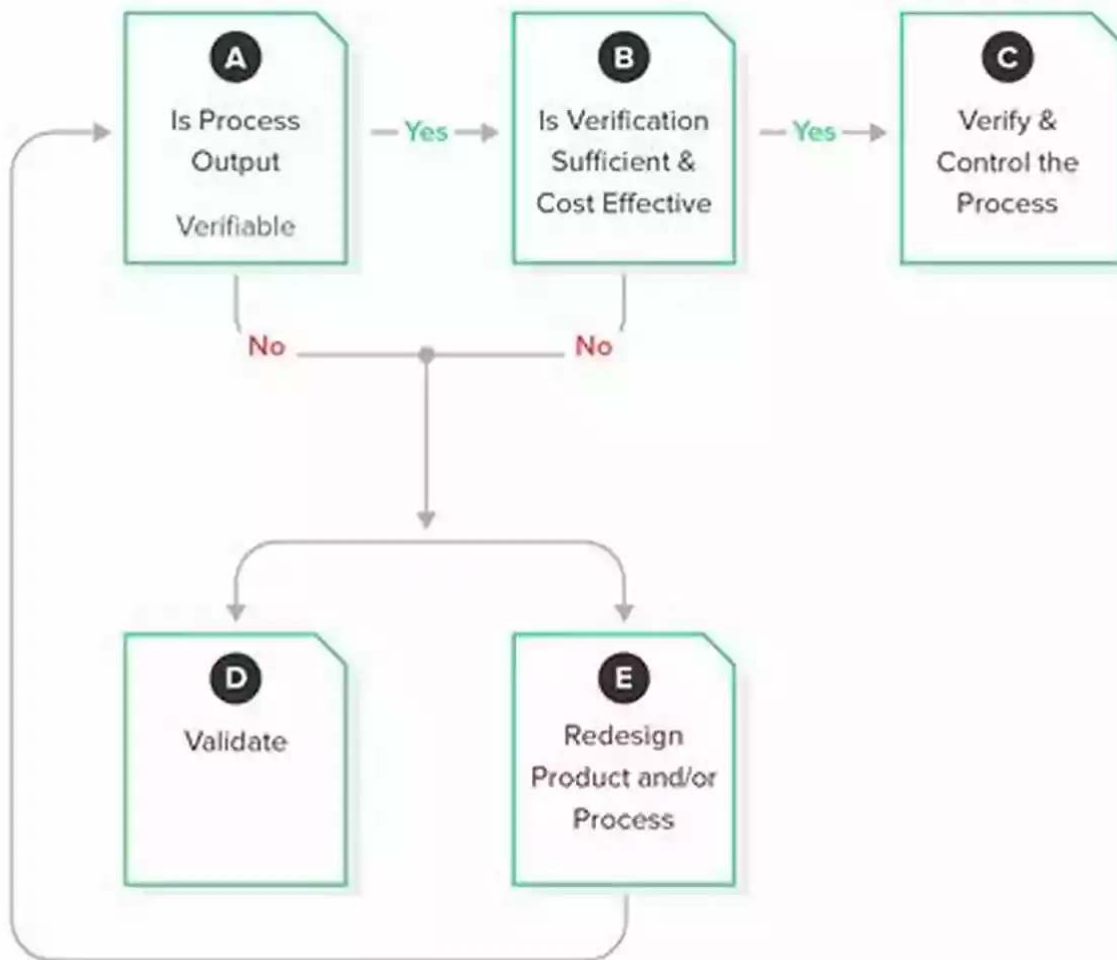 A
Is Process
Output
Verifiable
Yes
B
Is Verification
Sufficient &
Cost Effective
Yes
C
Verify &
Control the
Process
No
No
D
Validate
E
Redesign
Product and/or
Process